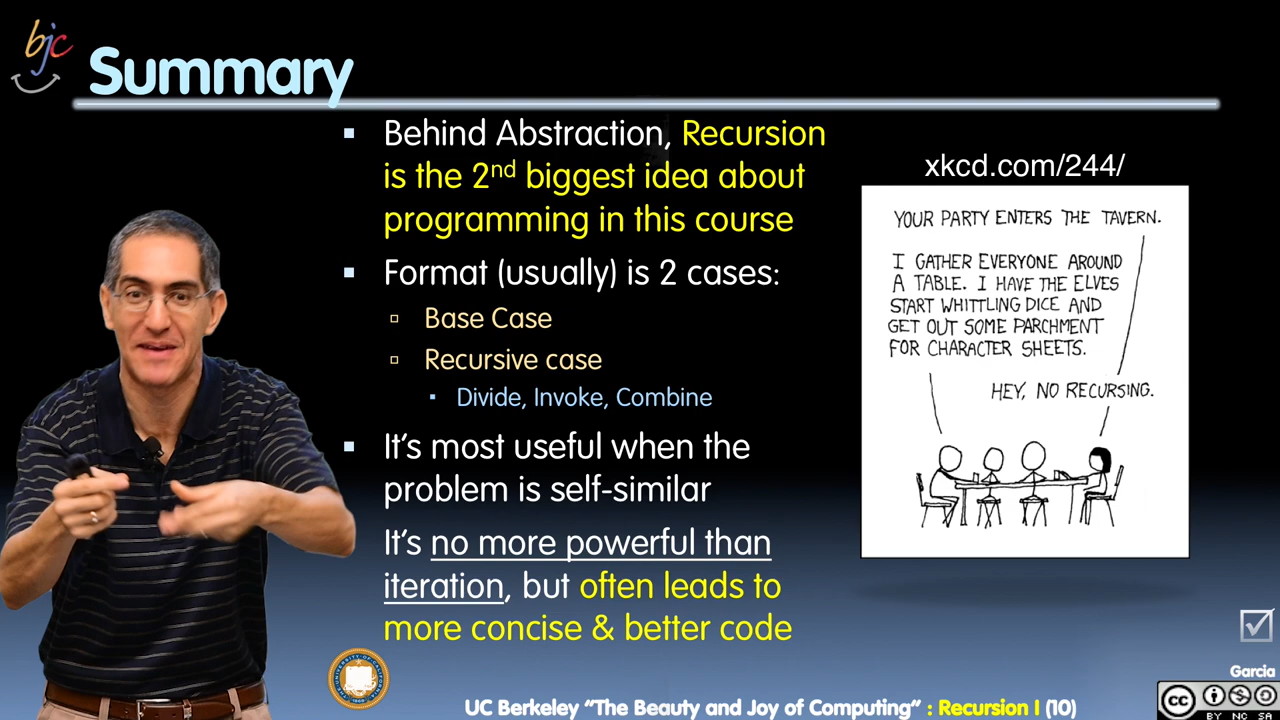 bjc
Summary
Behind Abstraction, Recursion
is the 2nd biggest idea about
programming in this course
Format (usually) is 2 cases:
Base Case
Recursive case
Divide, Invoke, Combine
It's most useful when the
problem is self-similar
It's no more powerful than
iteration, but often leads to
more concise & better code
xkcd.com/244/
YOUR PARTY ENTERS THE TAVERN.
I GATHER EVERYONE AROUND
A TABLE. I HAVE THE ELVES
START WHITTLING DICE AND
GET OUT SOME PARCHMENT
FOR CHARACTER SHEETS.
HEY, NO RECURSING.
Garcia
UC Berkeley "The Beauty and Joy of Computing" : Recursion I (10)
cc
BY NC SA